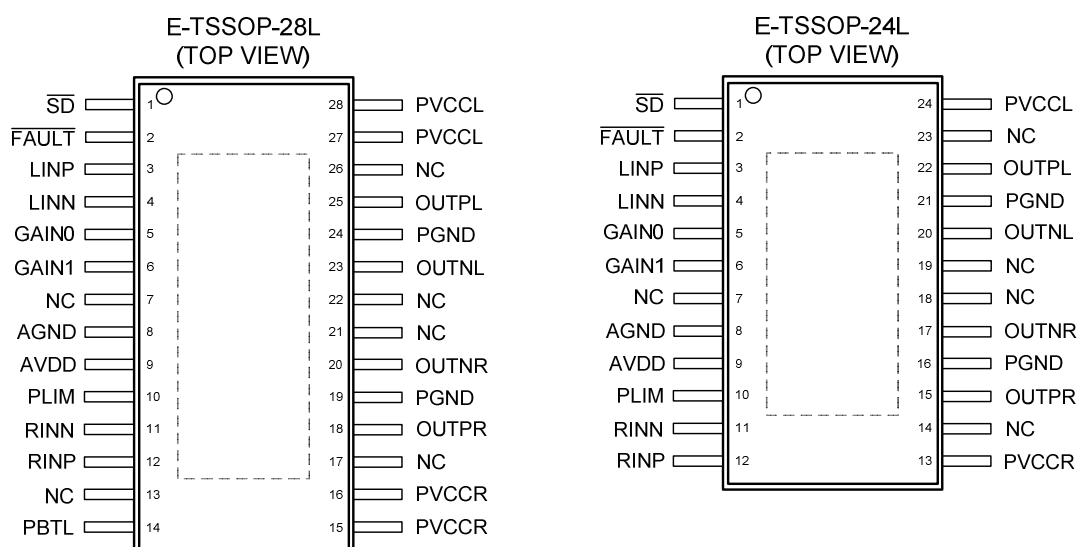 E-TSSOP-28L
(TOP VIEW)
SD 1 28 PVCCL
FAULT 2 27 PVCCL
LINP 3 26 NC
LINN 4 25 OUTPL
GAIN0 5 24 PGND
GAIN1 6 23 OUTNL
NC 7 22 NC
AGND 8 21 NC
AVDD 9 20 OUTNR
PLIM 10 19 PGND
RINN 11 18 OUTPR
RINP 12 17 NC
NC 13 16 PVCCR
PBTL 14 15 PVCCR
E-TSSOP-24L
(TOP VIEW)
SD 1 24 PVCCL
FAULT 2 23 NC
LINP 3 22 OUTPL
LINN 4 21 PGND
GAIN0 5 20 OUTNL
GAIN1 6 19 NC
NC 7 18 NC
AGND 8 17 OUTNR
AVDD 9 16 PGND
PLIM 10 15 OUTPR
RINN 11 14 NC
RINP 12 13 PVCCR